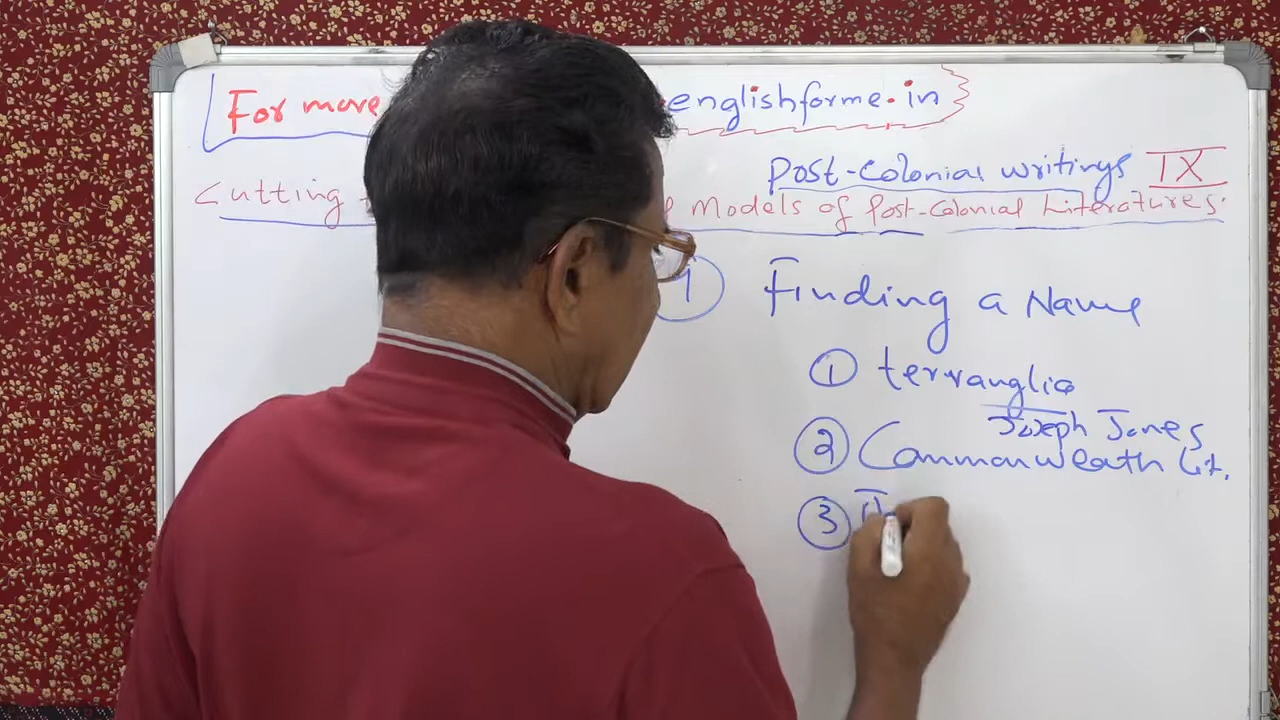 For more englishforme.in
Post-Colonial writings IX
Cutting Models of Post-Colonial Literatures.
1 Finding a Name
1 terranglia
Joseph Jones
2 Commonwealth Lit.
3